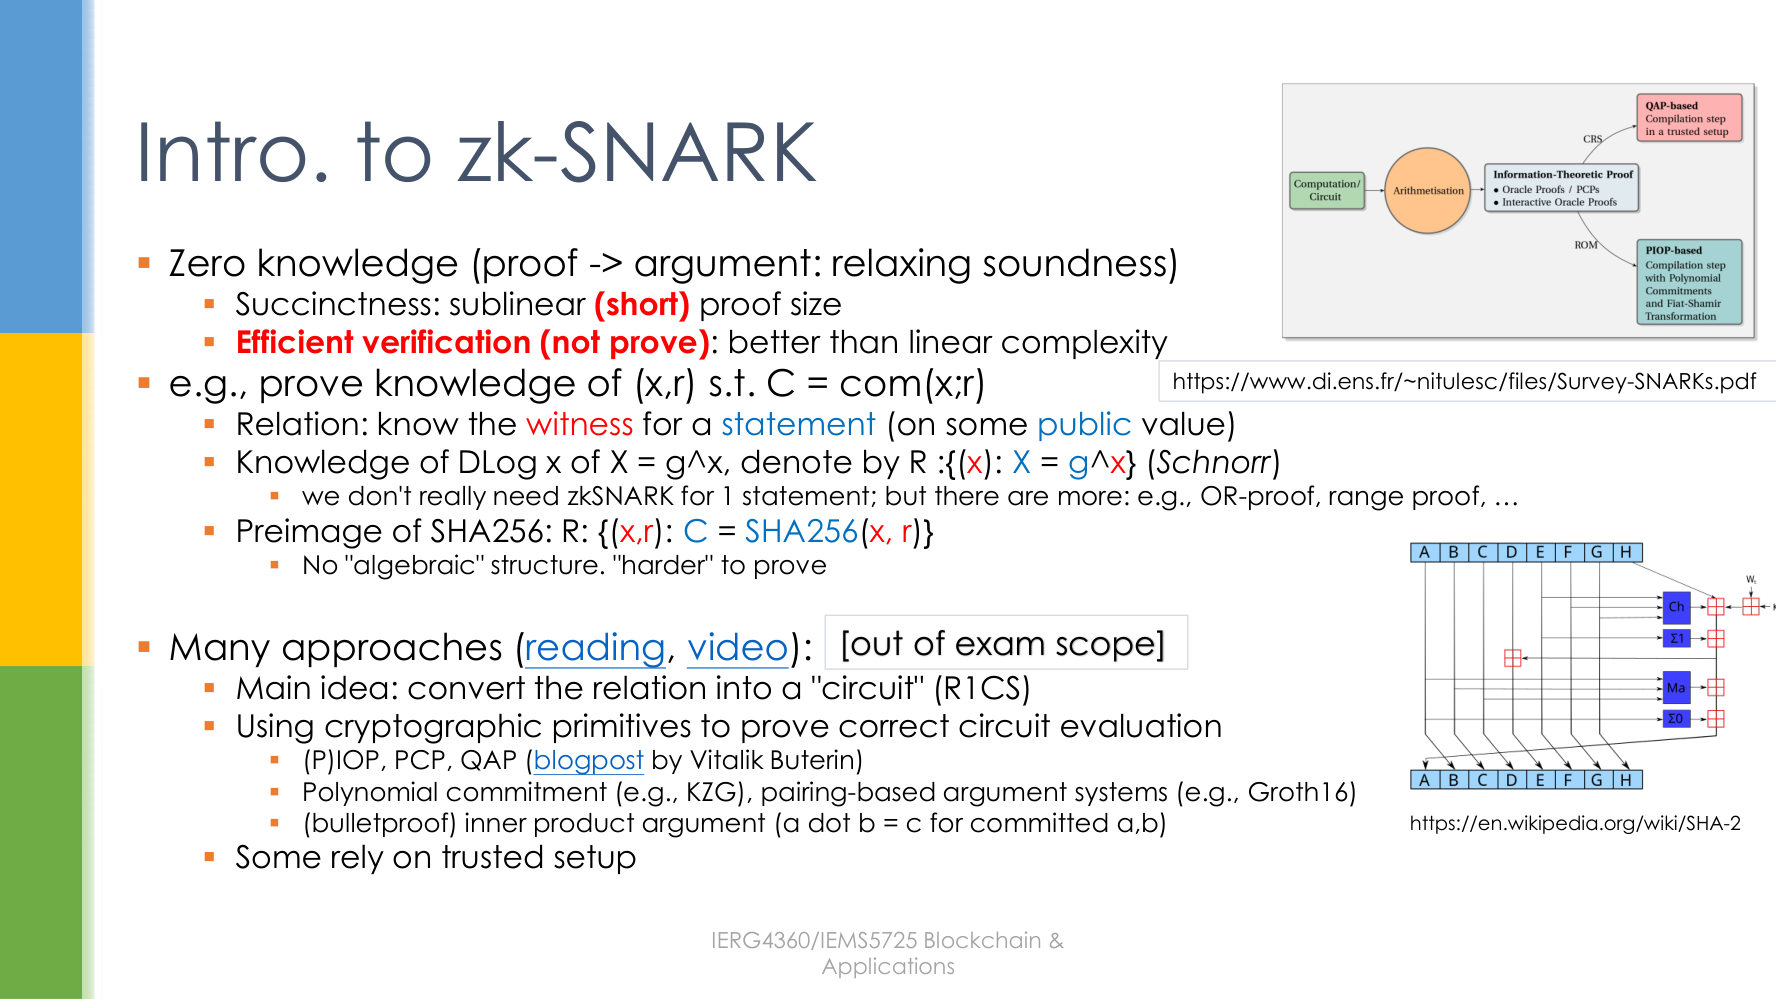 Intro. to zk-SNARK
Zero knowledge (proof -> argument: relaxing soundness)
Succinctness: sublinear (short) proof size
Efficient verification (not prove): better than linear complexity
e.g., prove knowledge of (x,r) s.t. C = com(x;r)
Relation: know the witness for a statement (on some public value)
Knowledge of DLog x of X = g^x, denote by R :{(x): X = g^x} (Schnorr)
we don't really need zkSNARK for 1 statement; but there are more: e.g., OR-proof, range proof, …
Preimage of SHA256: R: {(x,r): C = SHA256(x, r)}
No "algebraic" structure. "harder" to prove
Many approaches (reading, video):
[out of exam scope]
Main idea: convert the relation into a "circuit" (R1CS)
Using cryptographic primitives to prove correct circuit evaluation
(P)IOP, PCP, QAP (blogpost by Vitalik Buterin)
Polynomial commitment (e.g., KZG), pairing-based argument systems (e.g., Groth16)
(bulletproof) inner product argument (a dot b = c for committed a,b)
Some rely on trusted setup
Computation/
Circuit
Arithmetisation
Information-Theoretic Proof
• Oracle Proofs / PCPs
• Interactive Oracle Proofs
CRS
QAP-based
Compilation step
in a trusted setup
ROM
PIOP-based
Compilation step
with Polynomial
Commitments
and Fiat-Shamir
Transformation
https://www.di.ens.fr/~nitulesc/files/Survey-SNARKs.pdf
A B C D E F G H
Wt
Ch
Σ1
Ma
Σ0
A B C D E F G H
https://en.wikipedia.org/wiki/SHA-2
IERG4360/IEMS5725 Blockchain &
Applications